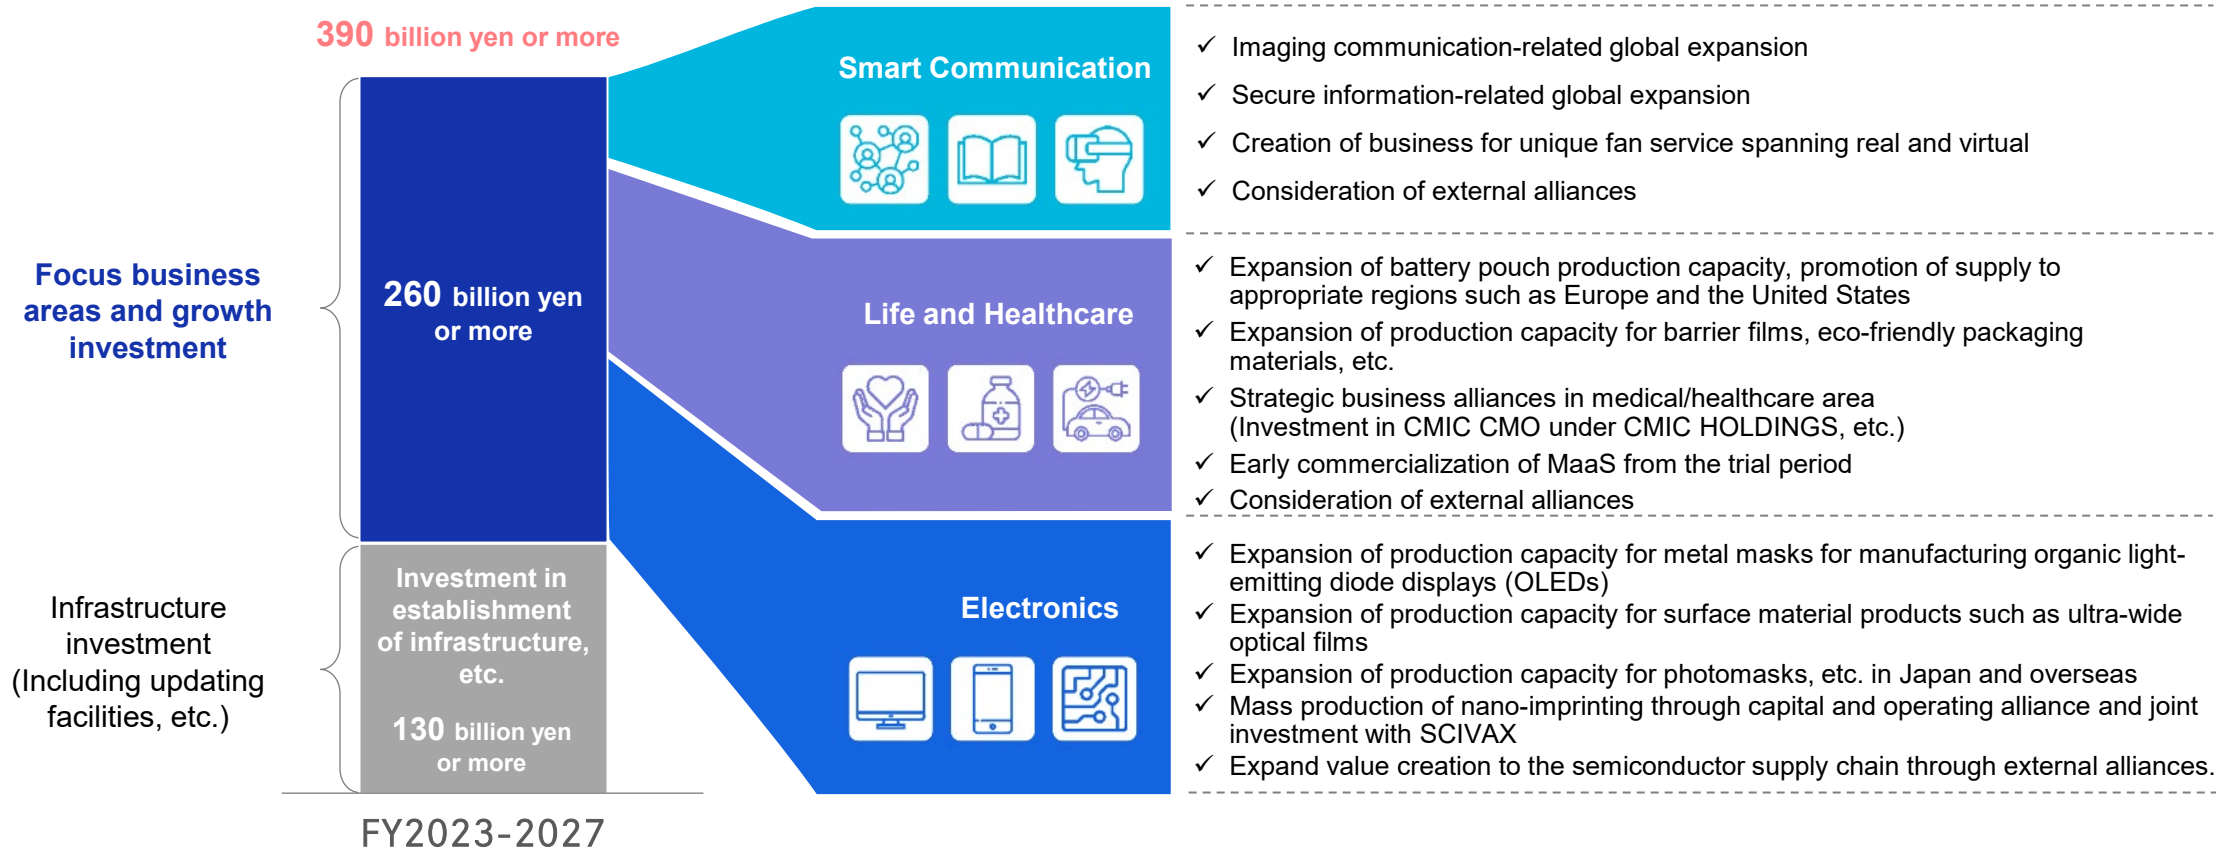 390 billion yen or more
Focus business
areas and growth
investment
260 billion yen
or more
Infrastructure
investment
(Including updating
facilities, etc.)
Investment in
establishment
of infrastructure,
etc.
130 billion yen
or more
FY2023-2027
Smart Communication
✓ Imaging communication-related global expansion
✓ Secure information-related global expansion
✓ Creation of business for unique fan service spanning real and virtual
✓ Consideration of external alliances
Life and Healthcare
✓ Expansion of battery pouch production capacity, promotion of supply to
appropriate regions such as Europe and the United States
✓ Expansion of production capacity for barrier films, eco-friendly packaging
materials, etc.
✓ Strategic business alliances in medical/healthcare area
(Investment in CMIC CMO under CMIC HOLDINGS, etc.)
✓ Early commercialization of MaaS from the trial period
✓ Consideration of external alliances
Electronics
✓ Expansion of production capacity for metal masks for manufacturing organic light-
emitting diode displays (OLEDs)
✓ Expansion of production capacity for surface material products such as ultra-wide
optical films
✓ Expansion of production capacity for photomasks, etc. in Japan and overseas
✓ Mass production of nano-imprinting through capital and operating alliance and joint
investment with SCIVAX
✓ Expand value creation to the semiconductor supply chain through external alliances.